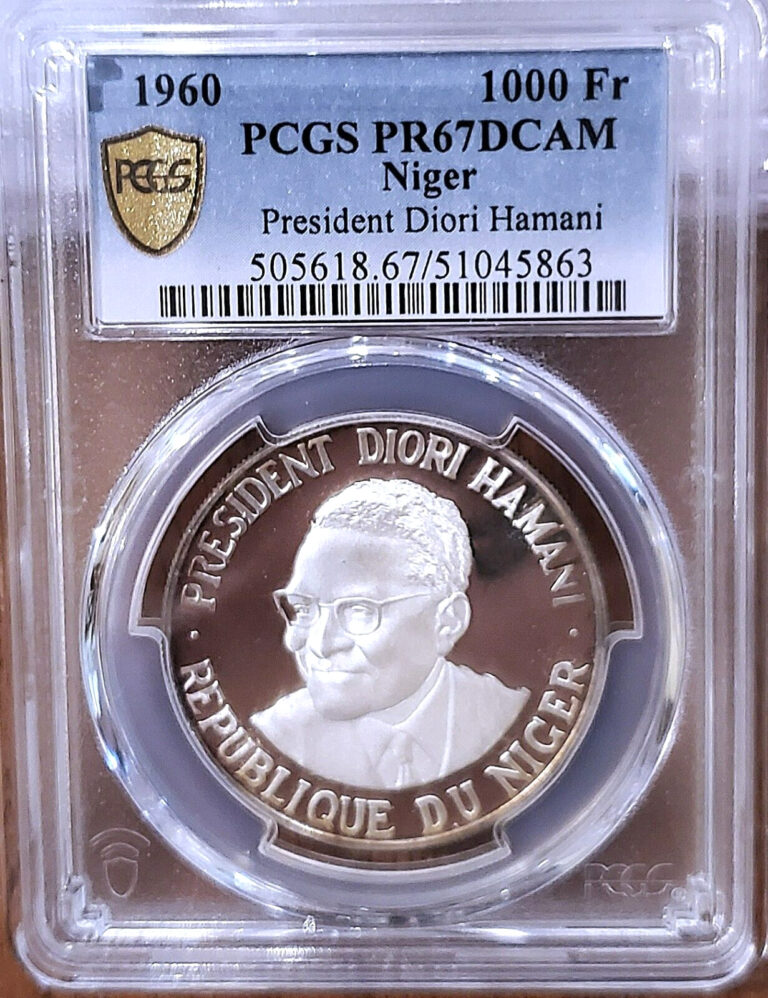 1960 1000 Fr
PCGS PR67DCAM
PCGS
Niger
President Diori Hamani
505618.67/51045863
PRESIDENT DIORI HAMANI
· REPUBLIQUE DU NIGER ·
PCGS